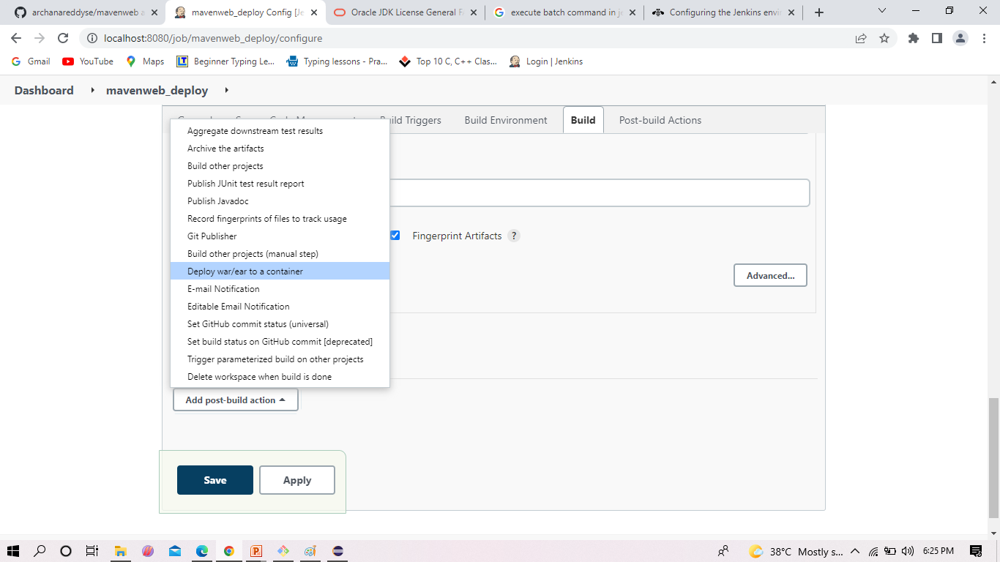 archanareddyse/mavenweb a
mavenweb_deploy Config [Je
Oracle JDK License General F
execute batch command in je
Configuring the Jenkins envi
localhost:8080/job/mavenweb_deploy/configure
Gmail
YouTube
Maps
Beginner Typing Le...
Typing lessons - Pra...
Top 10 C, C++ Clas...
Login | Jenkins
Dashboard
mavenweb_deploy
Build Triggers
Build Environment
Build
Post-build Actions
Aggregate downstream test results
Archive the artifacts
Build other projects
Publish JUnit test result report
Publish Javadoc
Record fingerprints of files to track usage
Git Publisher
Build other projects (manual step)
Deploy war/ear to a container
E-mail Notification
Editable Email Notification
Set GitHub commit status (universal)
Set build status on GitHub commit [deprecated]
Trigger parameterized build on other projects
Delete workspace when build is done
Fingerprint Artifacts ?
Advanced...
Add post-build action
Save
Apply
38°C Mostly s...
6:25 PM